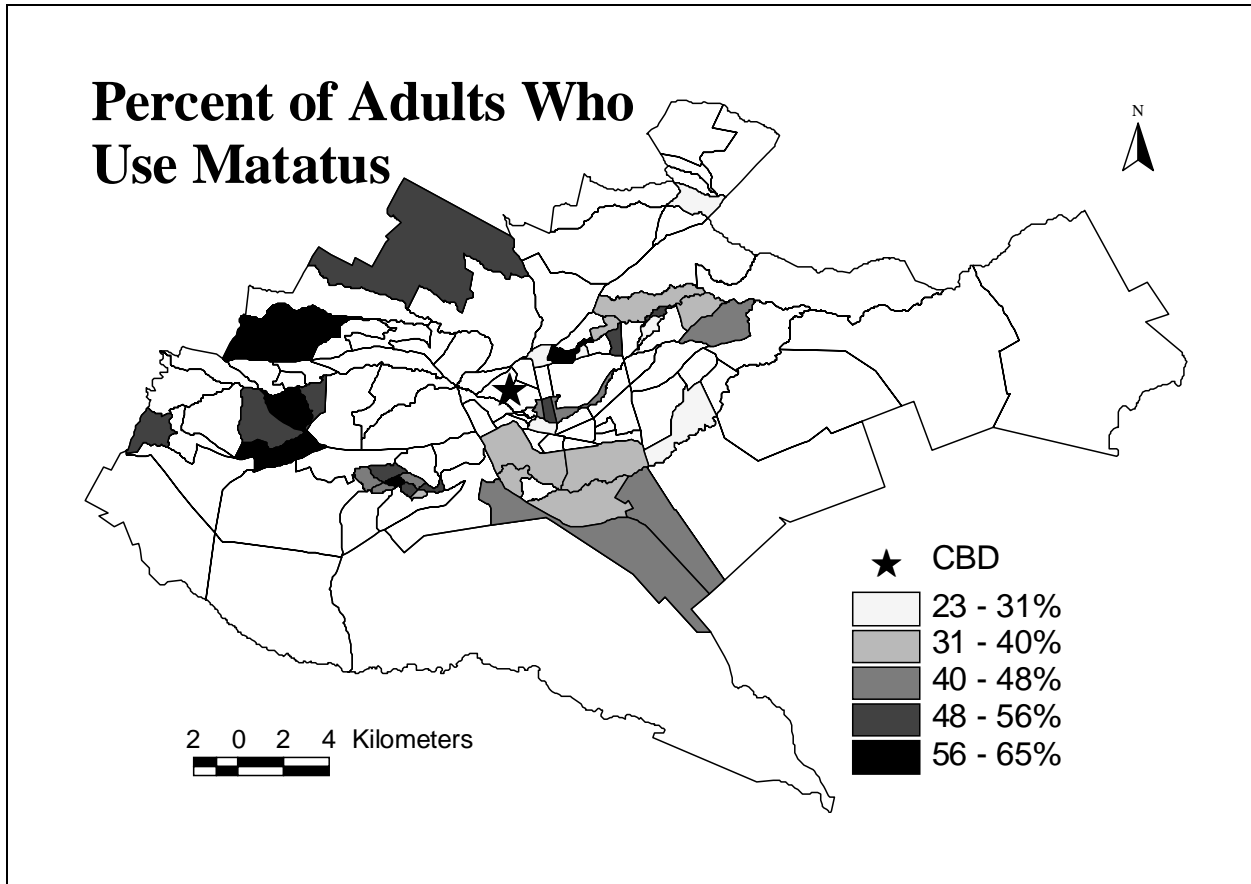 Percent of Adults Who
Use Matatus
N
CBD
23 - 31%
31 - 40%
40 - 48%
48 - 56%
56 - 65%
2 0 2 4 Kilometers